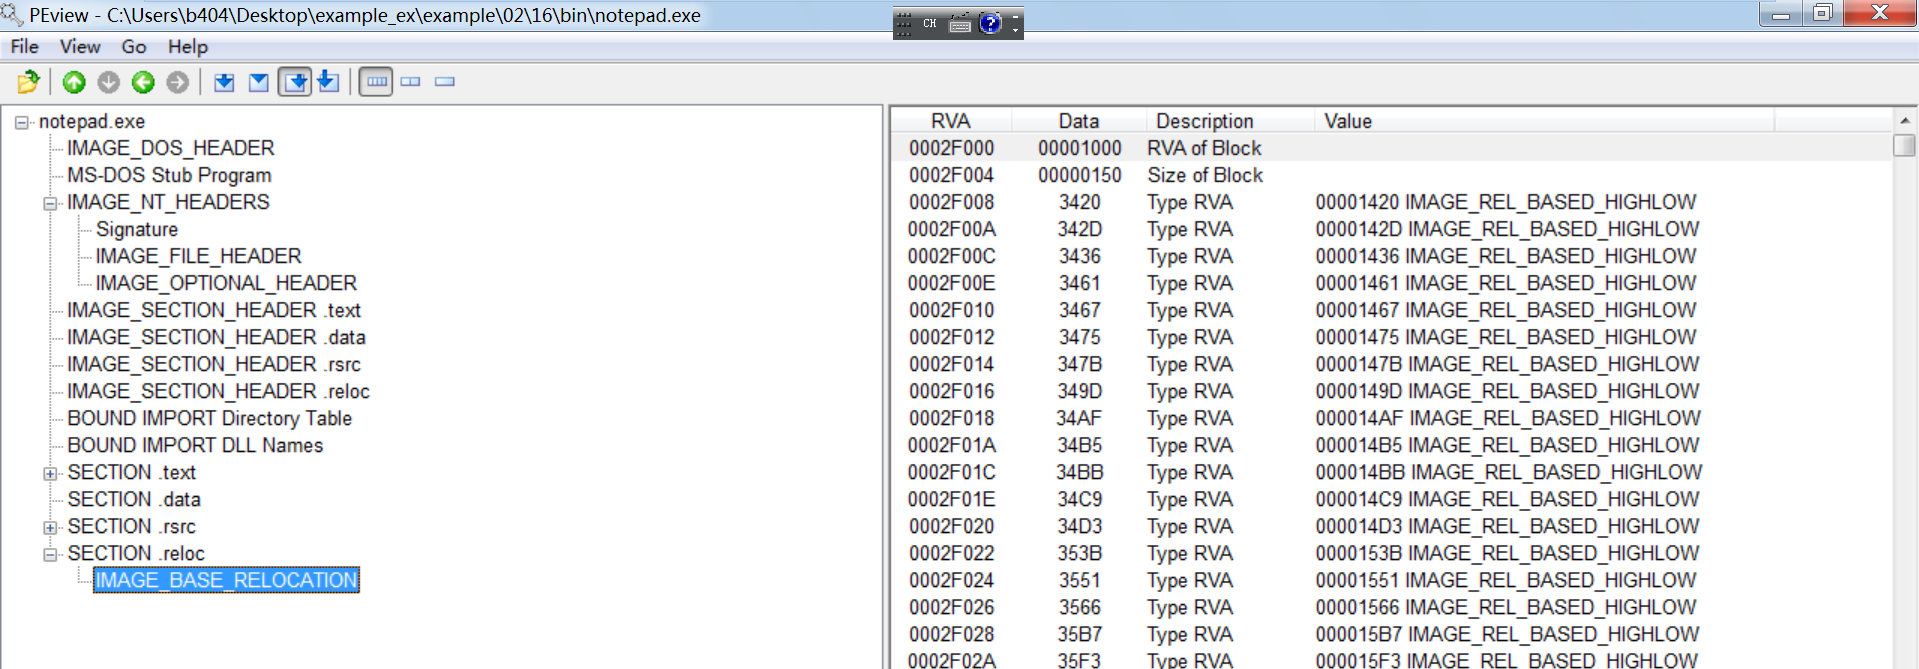 PEview - C:\Users\b404\Desktop\example_ex\example\02\16\bin\notepad.exe
CH
File View Go Help
notepad.exe
IMAGE_DOS_HEADER
MS-DOS Stub Program
IMAGE_NT_HEADERS
Signature
IMAGE_FILE_HEADER
IMAGE_OPTIONAL_HEADER
IMAGE_SECTION_HEADER .text
IMAGE_SECTION_HEADER .data
IMAGE_SECTION_HEADER .rsrc
IMAGE_SECTION_HEADER .reloc
BOUND IMPORT Directory Table
BOUND IMPORT DLL Names
SECTION .text
SECTION .data
SECTION .rsrc
SECTION .reloc
IMAGE_BASE_RELOCATION
RVA Data Description Value
0002F000 00001000 RVA of Block
0002F004 00000150 Size of Block
0002F008 3420 Type RVA 00001420 IMAGE_REL_BASED_HIGHLOW
0002F00A 342D Type RVA 0000142D IMAGE_REL_BASED_HIGHLOW
0002F00C 3436 Type RVA 00001436 IMAGE_REL_BASED_HIGHLOW
0002F00E 3461 Type RVA 00001461 IMAGE_REL_BASED_HIGHLOW
0002F010 3467 Type RVA 00001467 IMAGE_REL_BASED_HIGHLOW
0002F012 3475 Type RVA 00001475 IMAGE_REL_BASED_HIGHLOW
0002F014 347B Type RVA 0000147B IMAGE_REL_BASED_HIGHLOW
0002F016 349D Type RVA 0000149D IMAGE_REL_BASED_HIGHLOW
0002F018 34AF Type RVA 000014AF IMAGE_REL_BASED_HIGHLOW
0002F01A 34B5 Type RVA 000014B5 IMAGE_REL_BASED_HIGHLOW
0002F01C 34BB Type RVA 000014BB IMAGE_REL_BASED_HIGHLOW
0002F01E 34C9 Type RVA 000014C9 IMAGE_REL_BASED_HIGHLOW
0002F020 34D3 Type RVA 000014D3 IMAGE_REL_BASED_HIGHLOW
0002F022 353B Type RVA 0000153B IMAGE_REL_BASED_HIGHLOW
0002F024 3551 Type RVA 00001551 IMAGE_REL_BASED_HIGHLOW
0002F026 3566 Type RVA 00001566 IMAGE_REL_BASED_HIGHLOW
0002F028 35B7 Type RVA 000015B7 IMAGE_REL_BASED_HIGHLOW
0002F02A 35F3 Type RVA 000015F3 IMAGE_REL_BASED_HIGHLOW